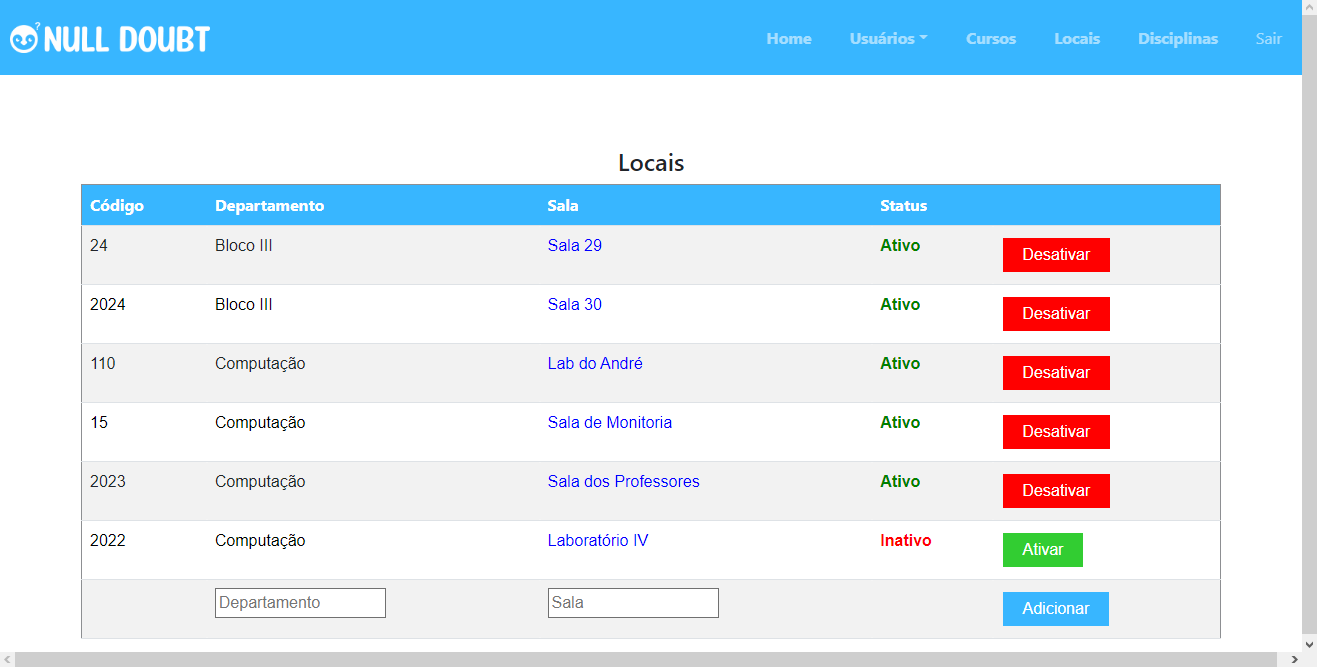 ? NULL DOUBT
Home Usuários Cursos Locais Disciplinas Sair
Locais
Código Departamento Sala Status
24 Bloco III Sala 29 Ativo Desativar
2024 Bloco III Sala 30 Ativo Desativar
110 Computação Lab do André Ativo Desativar
15 Computação Sala de Monitoria Ativo Desativar
2023 Computação Sala dos Professores Ativo Desativar
2022 Computação Laboratório IV Inativo Ativar
Departamento Sala Adicionar